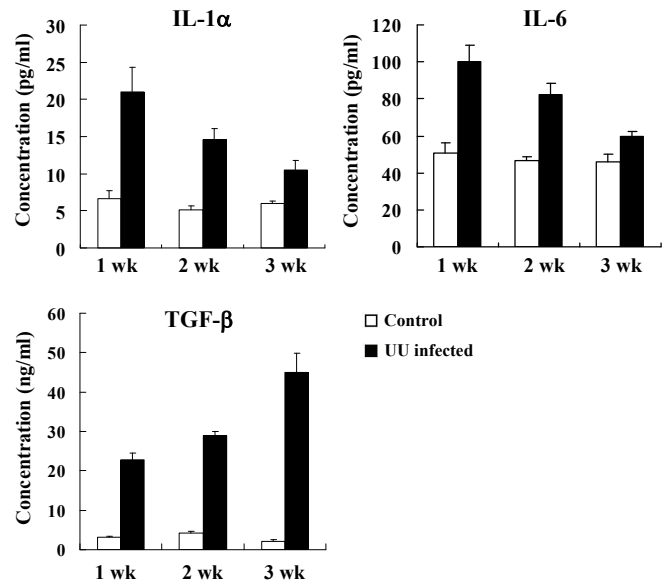 IL-1α
Concentration (pg/ml)
30
25
20
15
10
5
0
1 wk 2 wk 3 wk
IL-6
Concentration (pg/ml)
120
100
80
60
40
20
0
1 wk 2 wk 3 wk
TGF-β
Concentration (ng/ml)
60
50
40
30
20
10
0
1 wk 2 wk 3 wk
Control
UU infected